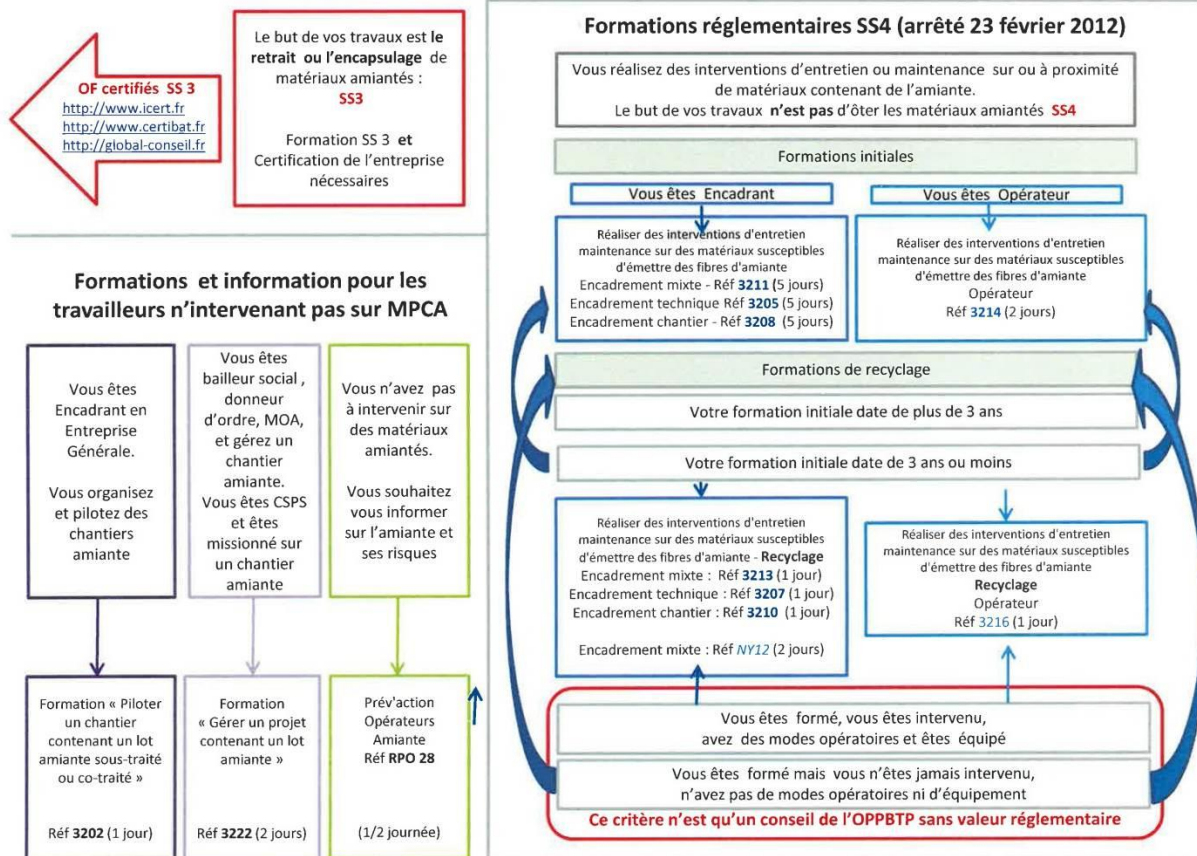 OF certifiés SS 3
http://www.icert.fr
http://www.certibat.fr
http://global-conseil.fr
Le but de vos travaux est le
retrait ou l'encapsulage de
matériaux amiantés :
SS3
Formation SS 3 et
Certification de l'entreprise
nécessaires
Formations et information pour les
travailleurs n'intervenant pas sur MPCA
Vous êtes
Encadrant en
Entreprise
Générale.
Vous organisez
et pilotez des
chantiers
amiante
Formation « Piloter
un chantier
contenant un lot
amiante sous-traité
ou co-traité »
Réf 3202 (1 jour)
Vous êtes
bailleur social ,
donneur
d'ordre, MOA,
et gérez un
chantier
amiante.
Vous êtes CSPS
et êtes
missionné sur
un chantier
amiante
Formation
« Gérer un projet
contenant un lot
amiante »
Réf 3222 (2 jours)
Vous n'avez pas
à intervenir sur
des matériaux
amiantés.
Vous souhaitez
vous informer
sur l'amiante et
ses risques
Prév'action
Opérateurs
Amiante
Réf RPO 28
(1/2 journée)
Formations réglementaires SS4 (arrêté 23 février 2012)
Vous réalisez des interventions d'entretien ou maintenance sur ou à proximité
de matériaux contenant de l'amiante.
Le but de vos travaux n'est pas d'ôter les matériaux amiantés SS4
Formations initiales
Vous êtes Encadrant
Réaliser des interventions d'entretien
maintenance sur des matériaux susceptibles
d'émettre des fibres d'amiante
Encadrement mixte - Réf 3211 (5 jours)
Encadrement technique Réf 3205 (5 jours)
Encadrement chantier - Réf 3208 (5 jours)
Vous êtes Opérateur
Réaliser des interventions d'entretien
maintenance sur des matériaux susceptibles
d'émettre des fibres d'amiante
Opérateur
Réf 3214 (2 jours)
Formations de recyclage
Votre formation initiale date de plus de 3 ans
Votre formation initiale date de 3 ans ou moins
Réaliser des interventions d'entretien
maintenance sur des matériaux susceptibles
d'émettre des fibres d'amiante - Recyclage
Encadrement mixte : Réf 3213 (1 jour)
Encadrement technique : Réf 3207 (1 jour)
Encadrement chantier : Réf 3210 (1 jour)
Encadrement mixte : Réf NY12 (2 jours)
Réaliser des interventions d'entretien
maintenance sur des matériaux susceptibles
d'émettre des fibres d'amiante
Recyclage
Opérateur
Réf 3216 (1 jour)
Vous êtes formé, vous êtes intervenu,
avez des modes opératoires et êtes équipé
Vous êtes formé mais vous n'êtes jamais intervenu,
n'avez pas de modes opératoires ni d'équipement
Ce critère n'est qu'un conseil de l'OPPBTP sans valeur réglementaire